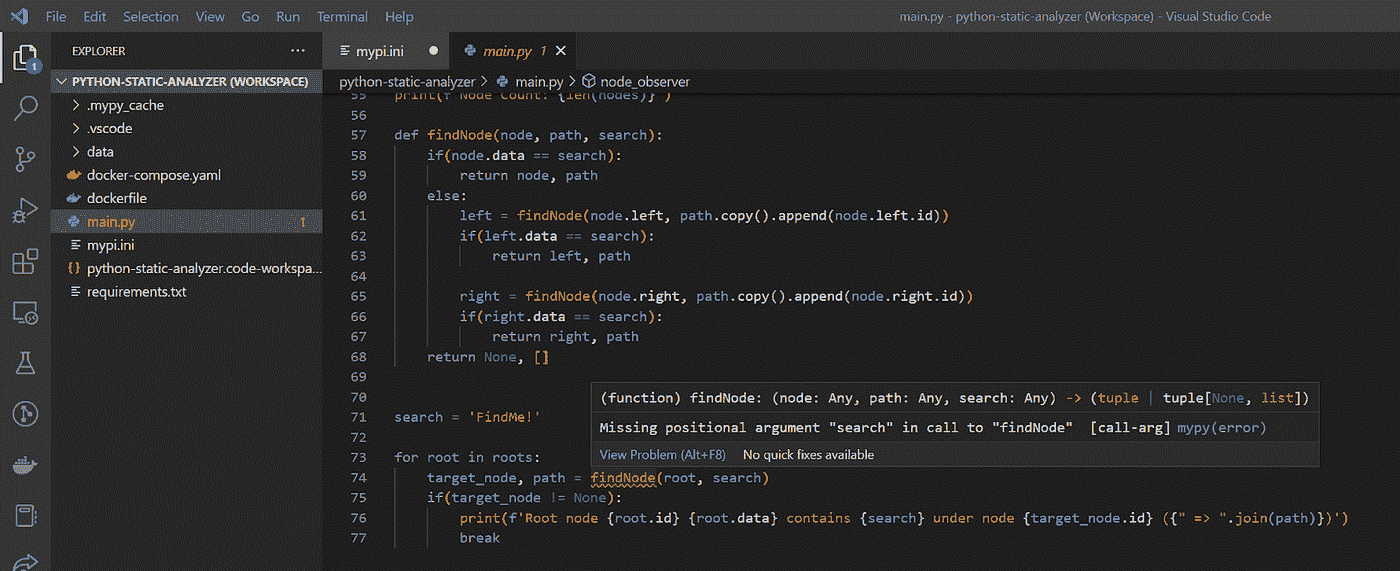 File Edit Selection View Go Run Terminal Help
main.py - python-static-analyzer (Workspace) - Visual Studio Code
EXPLORER ...
mypi.ini
main.py 1
1
PYTHON-STATIC-ANALYZER (WORKSPACE)
.mypy_cache
.vscode
data
docker-compose.yaml
dockerfile
main.py 1
mypi.ini
{} python-static-analyzer.code-workspa...
requirements.txt
python-static-analyzer > main.py > node_observer
55 print(f'Node Count: {len(nodes)}')
56
57 def findNode(node, path, search):
58 if(node.data == search):
59 return node, path
60 else:
61 left = findNode(node.left, path.copy().append(node.left.id))
62 if(left.data == search):
63 return left, path
64
65 right = findNode(node.right, path.copy().append(node.right.id))
66 if(right.data == search):
67 return right, path
68 return None, []
69
70
(function) findNode: (node: Any, path: Any, search: Any) -> (tuple | tuple[None, list])
71 search = 'FindMe!'
Missing positional argument "search" in call to "findNode" [call-arg] mypy(error)
72
73 for root in roots:
View Problem (Alt+F8) No quick fixes available
74 target_node, path = findNode(root, search)
75 if(target_node != None):
76 print(f'Root node {root.id} {root.data} contains {search} under node {target_node.id} ({" => ".join(path)})')
77 break